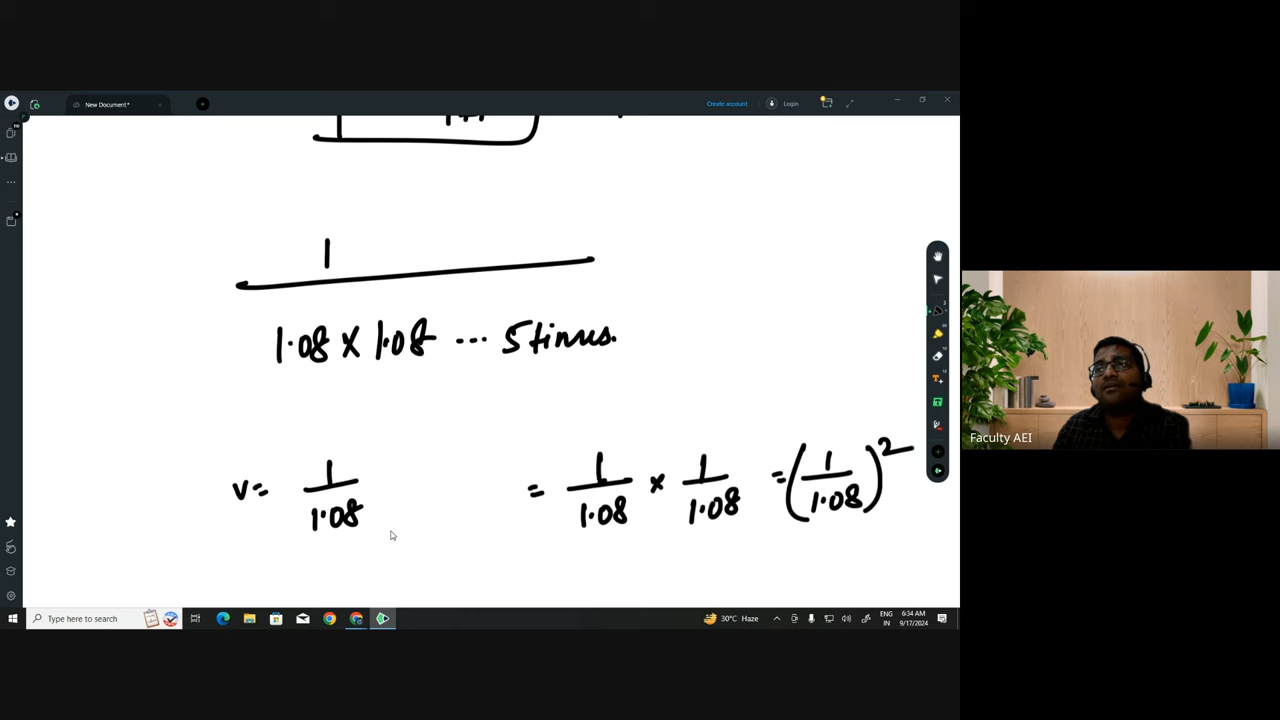 New Document*
Create account
Login
1
1.08 × 1.08 ... 5 times.
v = 1/1.08 = 1/1.08 × 1/1.08 = (1/1.08)²
Faculty AEI
Type here to search
30°C Haze
ENG
IN
6:34 AM
9/17/2024